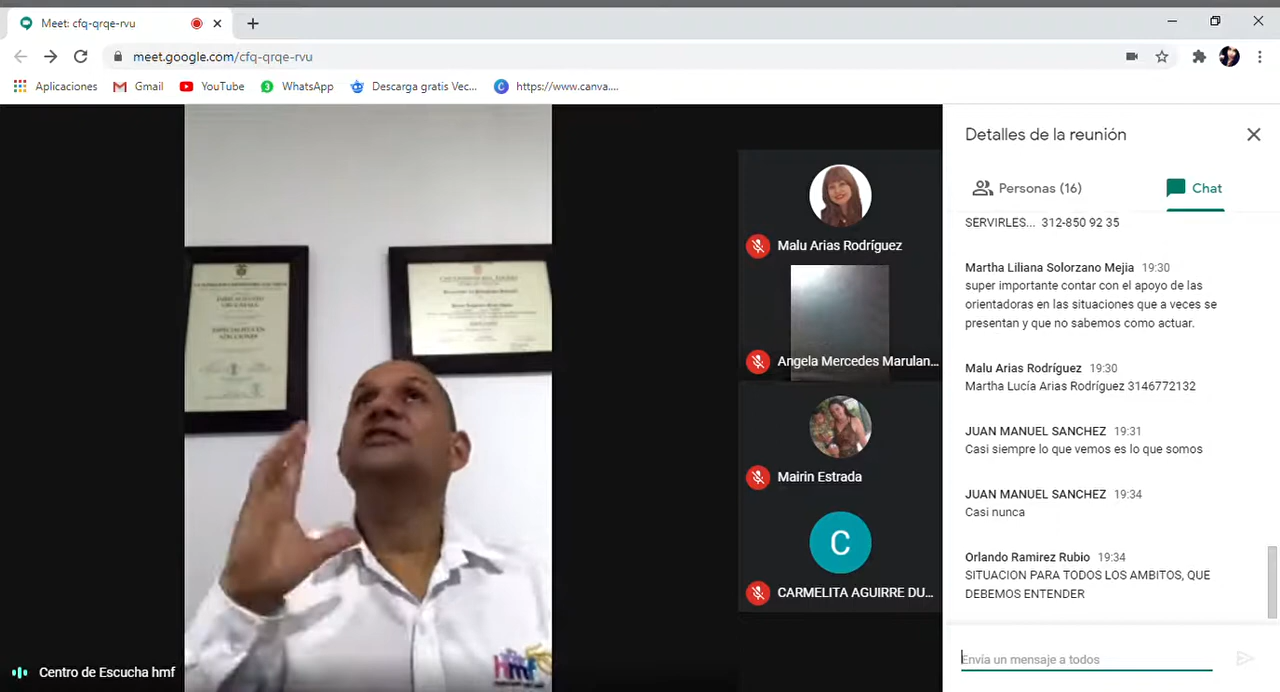 Meet: cfq-qrqe-rvu
meet.google.com/cfq-qrqe-rvu
Aplicaciones
Gmail
YouTube
3
WhatsApp
Descarga gratis Vec...
C
https://www.canva....
Malu Arias Rodríguez
Angela Mercedes Marulan...
Mairin Estrada
C
CARMELITA AGUIRRE DU...
hmf
Centro de Escucha hmf
Detalles de la reunión
Personas (16)
Chat
SERVIRLES... 312-850 92 35
Martha Liliana Solorzano Mejia 19:30
super importante contar con el apoyo de las
orientadoras en las situaciones que a veces se
presentan y que no sabemos como actuar.
Malu Arias Rodríguez 19:30
Martha Lucía Arias Rodríguez 3146772132
JUAN MANUEL SANCHEZ 19:31
Casi siempre lo que vemos es lo que somos
JUAN MANUEL SANCHEZ 19:34
Casi nunca
Orlando Ramirez Rubio 19:34
SITUACION PARA TODOS LOS AMBITOS, QUE
DEBEMOS ENTENDER
Envía un mensaje a todos